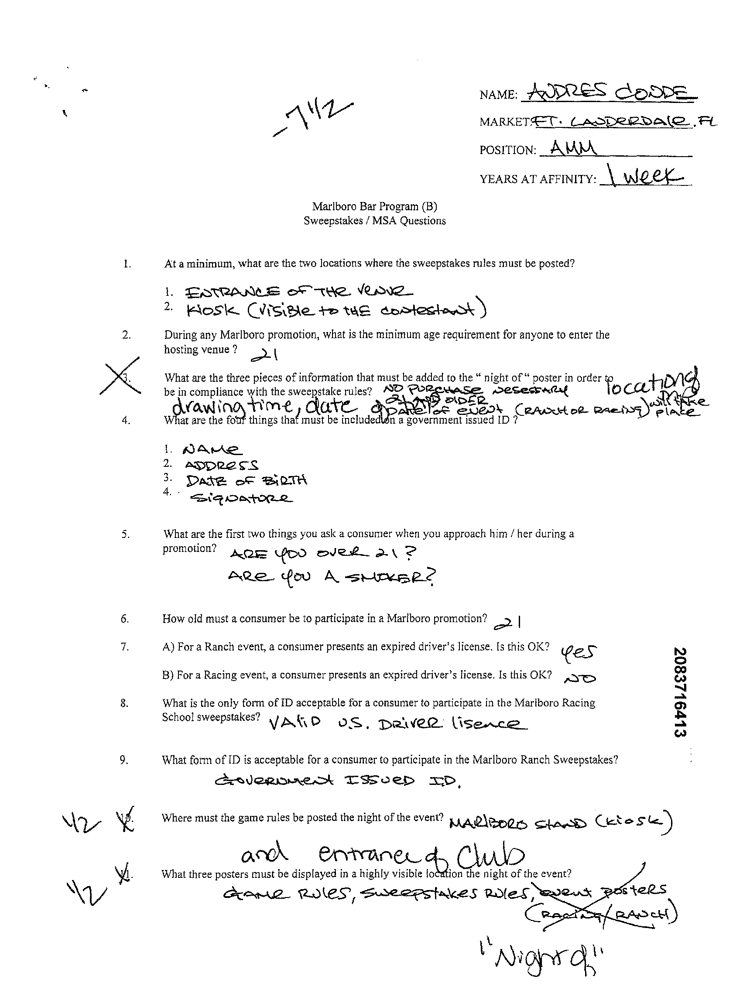 -7 1/2
NAME: ANDRES CONDE
MARKET: FT. LAUDERDALE, FL
POSITION: AMM
YEARS AT AFFINITY: 1 WEEK
Marlboro Bar Program (B)
Sweepstakes / MSA Questions
1. At a minimum, what are the two locations where the sweepstakes rules must be posted?
1. ENTRANCE OF THE VENUE
2. KIOSK (VISIBLE TO THE CONTESTANT)
2. During any Marlboro promotion, what is the minimum age requirement for anyone to enter the
hosting venue ? 21
3. What are the three pieces of information that must be added to the " night of " poster in order to
be in compliance with the sweepstake rules? NO PURCHASE NECESSARY location
drawing time, date OR OLDER DATE OF EVENT (RANCH OR RACING) will take place
4. What are the four things that must be included on a government issued ID ?
1. NAME
2. ADDRESS
3. DATE OF BIRTH
4. SIGNATURE
5. What are the first two things you ask a consumer when you approach him / her during a
promotion? ARE YOU OVER 21?
ARE YOU A SMOKER?
6. How old must a consumer be to participate in a Marlboro promotion? 21
7. A) For a Ranch event, a consumer presents an expired driver's license. Is this OK? YES
B) For a Racing event, a consumer presents an expired driver's license. Is this OK? NO
8. What is the only form of ID acceptable for a consumer to participate in the Marlboro Racing
School sweepstakes? VALID U.S. DRIVER LISENCE
2083716413
9. What form of ID is acceptable for a consumer to participate in the Marlboro Ranch Sweepstakes?
GOVERNMENT ISSUED ID.
1/2 10. Where must the game rules be posted the night of the event? MARLBORO STAND (KIOSK)
and entrance of Club
1/2 11. What three posters must be displayed in a highly visible location the night of the event?
GAME RULES, SWEEPSTAKES RULES, EVENT POSTERS
(RACING/RANCH)
"Night of"